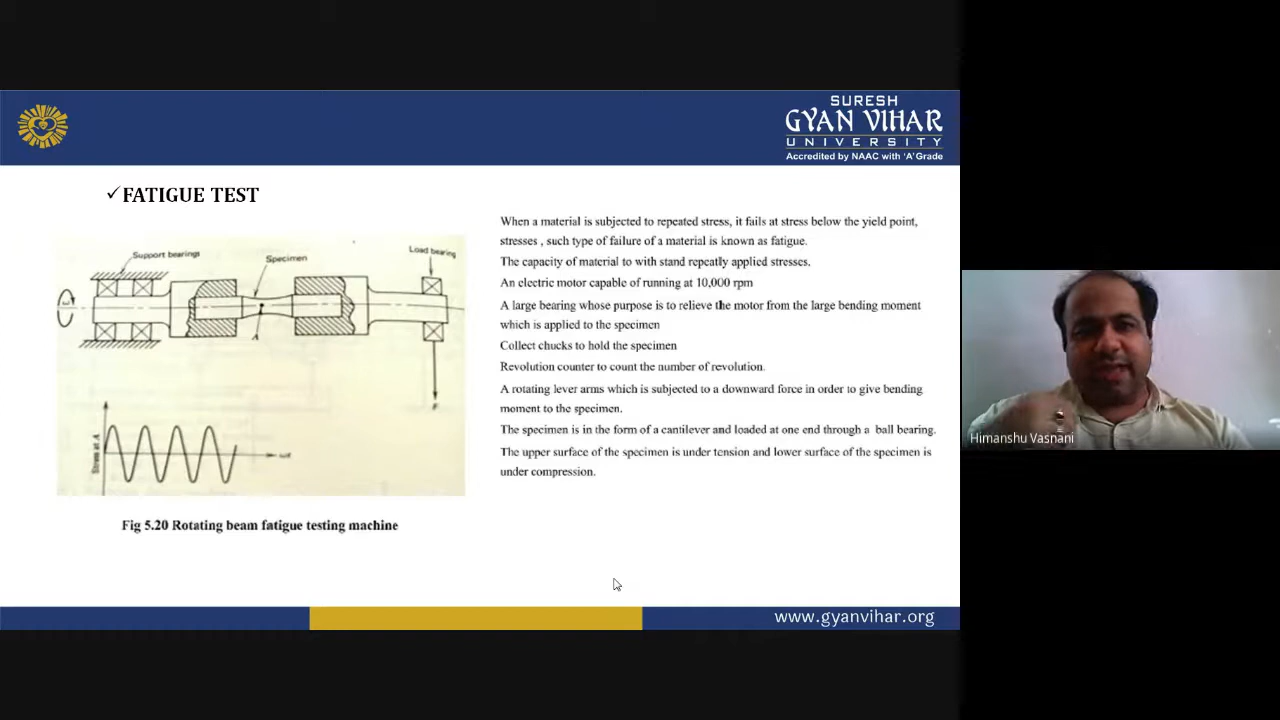 SURESH
GYAN VIHAR
UNIVERSITY
Accredited by NAAC with 'A' Grade
✓FATIGUE TEST
Support bearings
Specimen
Load bearing
ω
A
F
Stress at A
ωt
Fig 5.20 Rotating beam fatigue testing machine
When a material is subjected to repeated stress, it fails at stress below the yield point,
stresses , such type of failure of a material is known as fatigue.
The capacity of material to with stand repeatly applied stresses.
An electric motor capable of running at 10,000 rpm
A large bearing whose purpose is to relieve the motor from the large bending moment
which is applied to the specimen
Collect chucks to hold the specimen
Revolution counter to count the number of revolution.
A rotating lever arms which is subjected to a downward force in order to give bending
moment to the specimen.
The specimen is in the form of a cantilever and loaded at one end through a ball bearing.
The upper surface of the specimen is under tension and lower surface of the specimen is
under compression.
www.gyanvihar.org
Himanshu Vasnani